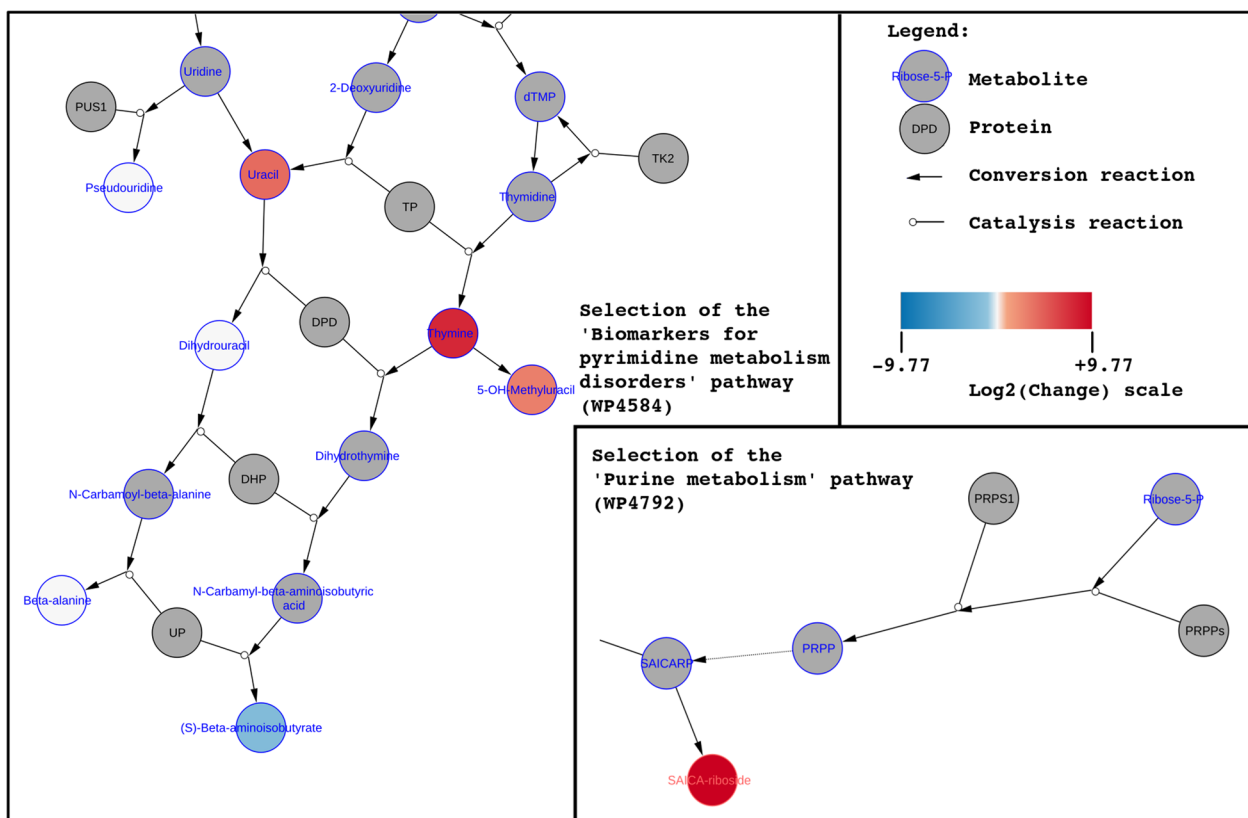 Uridine
2-Deoxyuridine
dTMP
PUS1
TK2
Pseudouridine
Uracil
TP
Thymidine
DPD
Thymine
Dihydrouracil
5-OH-Methyluracil
Dihydrothymine
DHP
N-Carbamoyl-beta-alanine
Beta-alanine
N-Carbamyl-beta-aminoisobutyric
acid
UP
(S)-Beta-aminoisobutyrate
Selection of the
'Biomarkers for
pyrimidine metabolism
disorders' pathway
(WP4584)
Legend:
Ribose-5-P
Metabolite
DPD
Protein
Conversion reaction
Catalysis reaction
-9.77
+9.77
Log2(Change) scale
Selection of the
'Purine metabolism' pathway
(WP4792)
PRPS1
Ribose-5-P
PRPPs
PRPP
SAICARP
SAICA-riboside